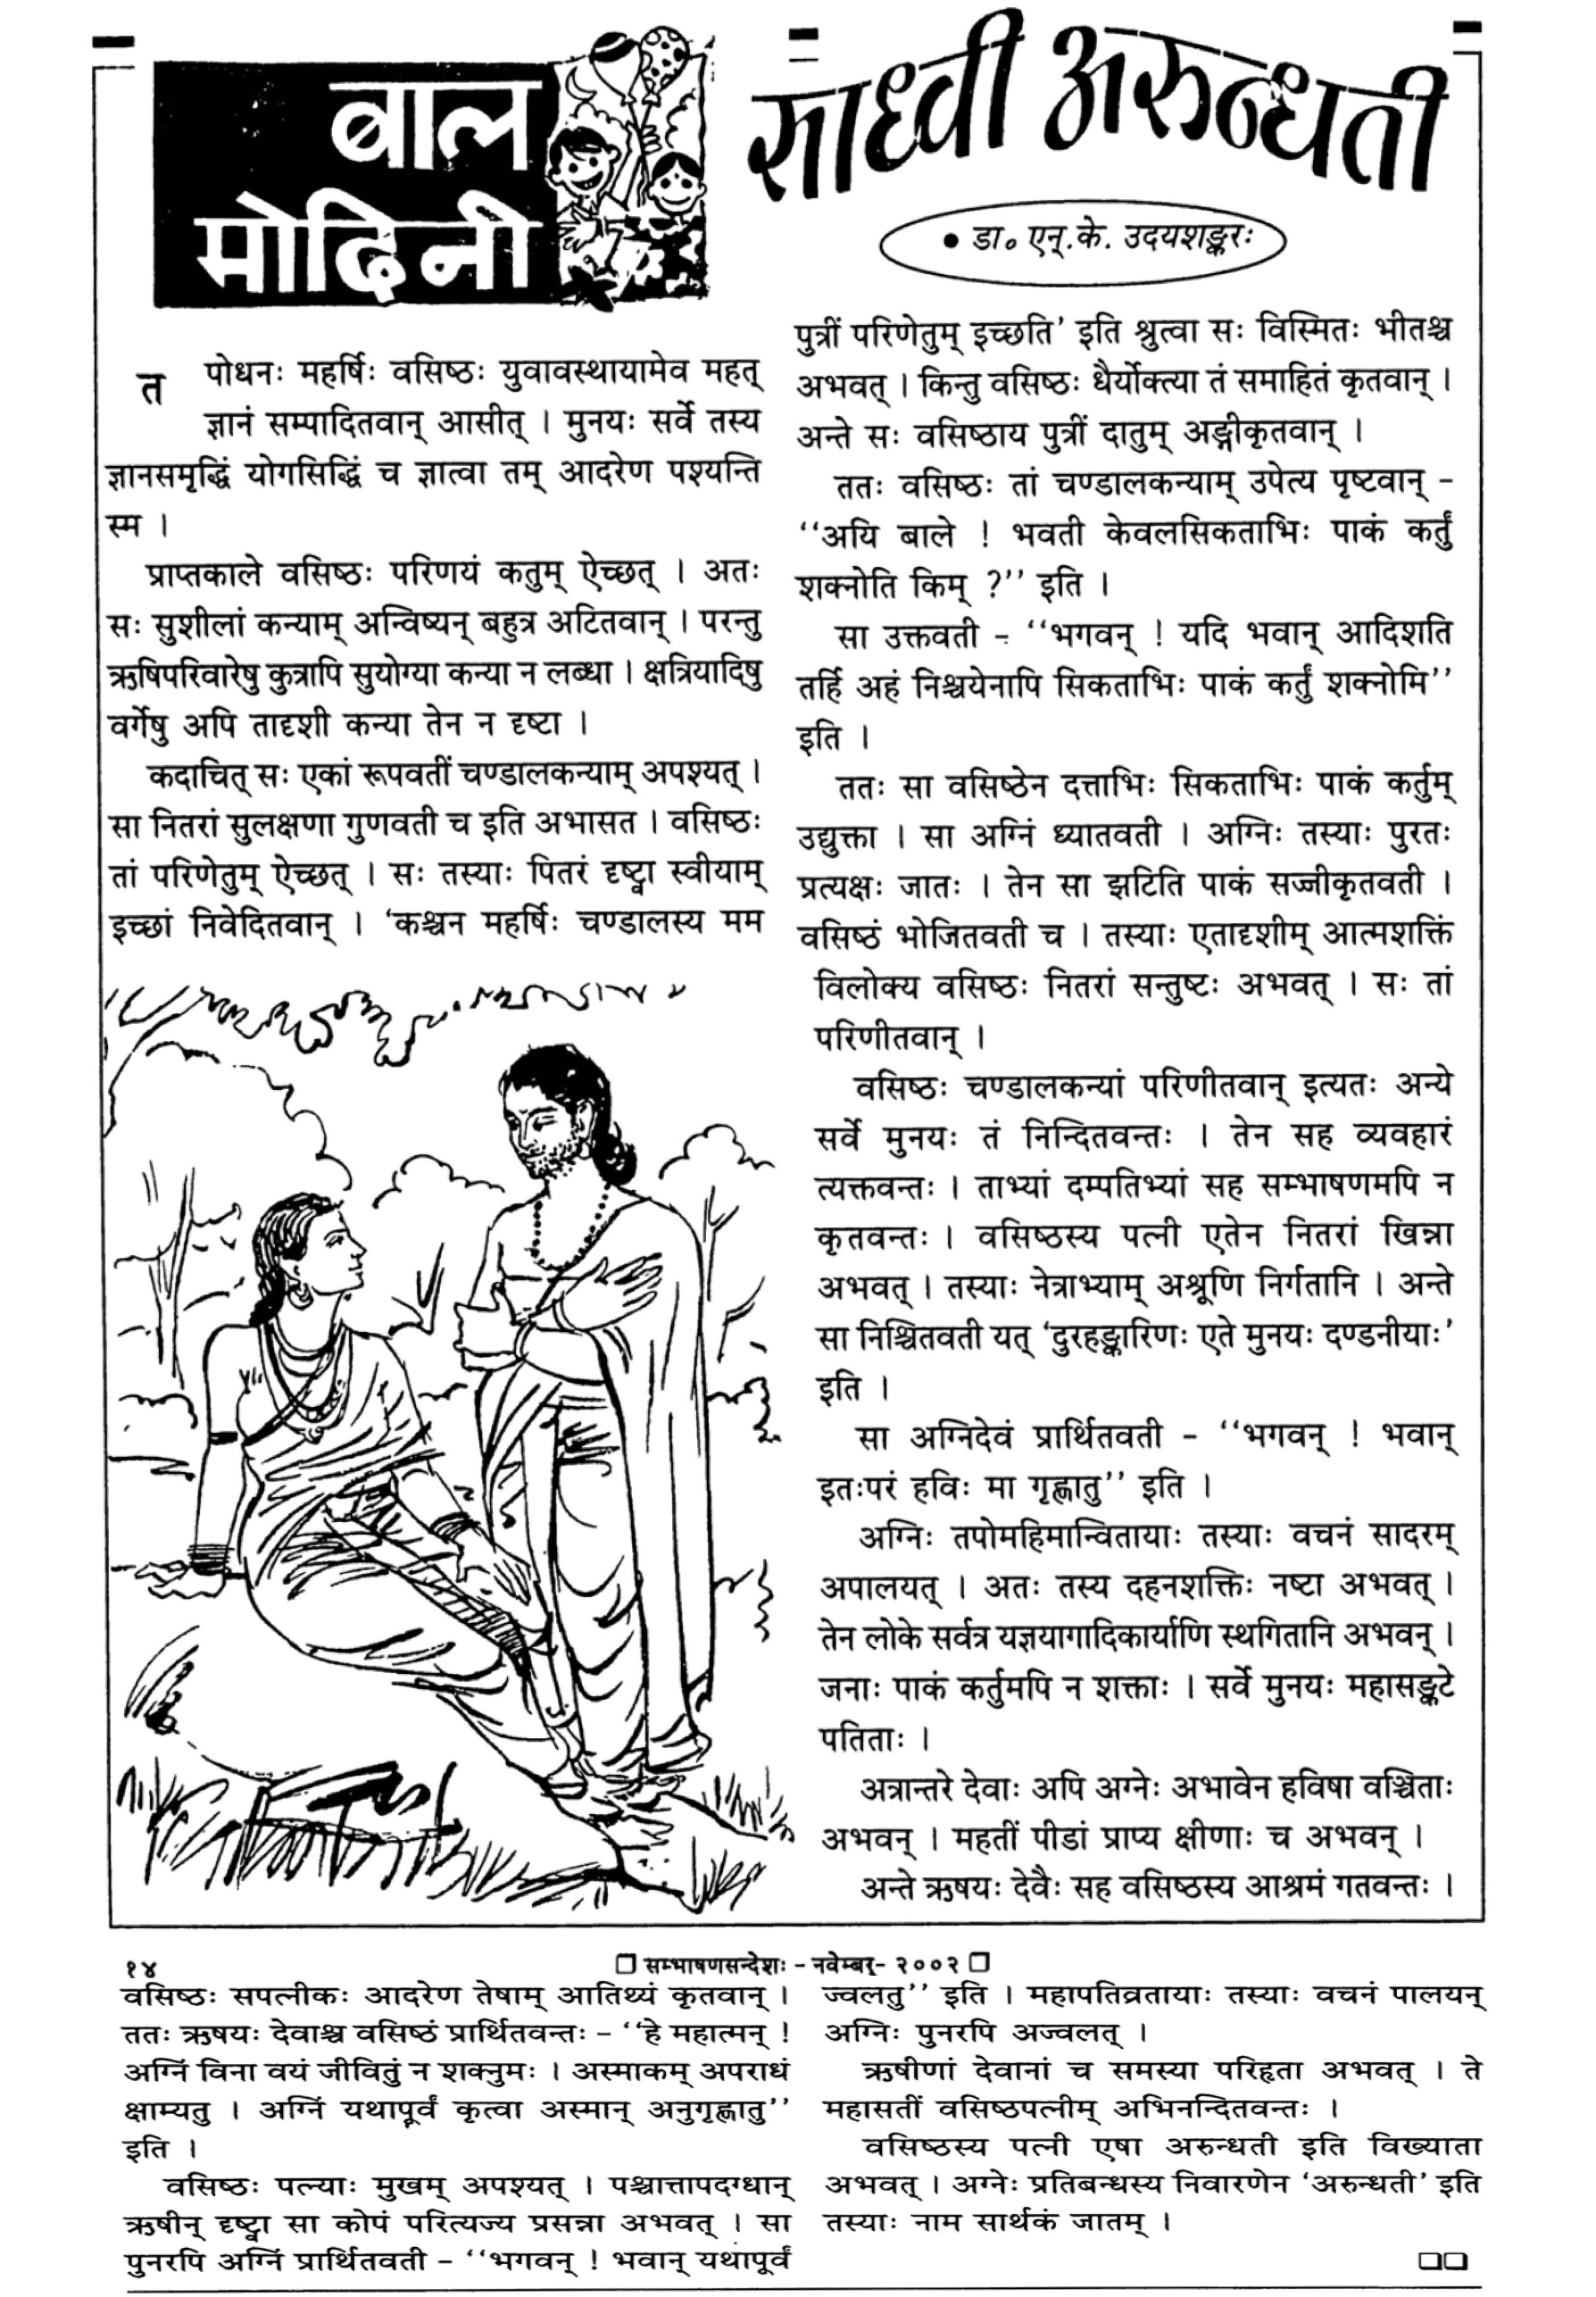 बाल
मोदिनी
साध्वी अरुन्धती
• डा० एन्.के. उदयशङ्करः
तपोधनः महर्षिः वसिष्ठः युवावस्थायामेव महत्
ज्ञानं सम्पादितवान् आसीत् । मुनयः सर्वे तस्य
ज्ञानसमृद्धिं योगसिद्धिं च ज्ञात्वा तम् आदरेण पश्यन्ति
स्म ।
प्राप्तकाले वसिष्ठः परिणयं कतुम् ऐच्छत् । अतः
सः सुशीलां कन्याम् अन्विष्यन् बहुत्र अटितवान् । परन्तु
ऋषिपरिवारेषु कुत्रापि सुयोग्या कन्या न लब्धा । क्षत्रियादिषु
वर्गेषु अपि तादृशी कन्या तेन न दृष्टा ।
कदाचित् सः एकां रूपवतीं चण्डालकन्याम् अपश्यत् ।
सा नितरां सुलक्षणा गुणवती च इति अभासत । वसिष्ठः
तां परिणेतुम् ऐच्छत् । सः तस्याः पितरं दृष्ट्वा स्वीयाम्
इच्छां निवेदितवान् । ‘कश्चन महर्षिः चण्डालस्य मम
पुत्रीं परिणेतुम् इच्छति’ इति श्रुत्वा सः विस्मितः भीतश्च
अभवत् । किन्तु वसिष्ठः धैर्योक्त्या तं समाहितं कृतवान् ।
अन्ते सः वसिष्ठाय पुत्रीं दातुम् अङ्गीकृतवान् ।
ततः वसिष्ठः तां चण्डालकन्याम् उपेत्य पृष्टवान् -
‘‘अयि बाले ! भवती केवलसिकताभिः पाकं कर्तुं
शक्नोति किम् ?’’ इति ।
सा उक्तवती - ‘‘भगवन् ! यदि भवान् आदिशति
तर्हि अहं निश्चयेनापि सिकताभिः पाकं कर्तुं शक्नोमि’’
इति ।
ततः सा वसिष्ठेन दत्ताभिः सिकताभिः पाकं कर्तुम्
उद्युक्ता । सा अग्निं ध्यातवती । अग्निः तस्याः पुरतः
प्रत्यक्षः जातः । तेन सा झटिति पाकं सज्जीकृतवती ।
वसिष्ठं भोजितवती च । तस्याः एतादृशीम् आत्मशक्तिं
विलोक्य वसिष्ठः नितरां सन्तुष्टः अभवत् । सः तां
परिणीतवान् ।
वसिष्ठः चण्डालकन्यां परिणीतवान् इत्यतः अन्ये
सर्वे मुनयः तं निन्दितवन्तः । तेन सह व्यवहारं
त्यक्तवन्तः । ताभ्यां दम्पतिभ्यां सह सम्भाषणमपि न
कृतवन्तः । वसिष्ठस्य पत्नी एतेन नितरां खिन्ना
अभवत् । तस्याः नेत्राभ्याम् अश्रूणि निर्गतानि । अन्ते
सा निश्चितवती यत् ‘दुरहङ्कारिणः एते मुनयः दण्डनीयाः’
इति ।
सा अग्निदेवं प्रार्थितवती - ‘‘भगवन् ! भवान्
इतःपरं हविः मा गृह्णातु’’ इति ।
अग्निः तपोमहिमान्वितायाः तस्याः वचनं सादरम्
अपालयत् । अतः तस्य दहनशक्तिः नष्टा अभवत् ।
तेन लोके सर्वत्र यज्ञयागादिकार्याणि स्थगितानि अभवन् ।
जनाः पाकं कर्तुमपि न शक्ताः । सर्वे मुनयः महासङ्कटे
पतिताः ।
अत्रान्तरे देवाः अपि अग्नेः अभावेन हविषा वञ्चिताः
अभवन् । महतीं पीडां प्राप्य क्षीणाः च अभवन् ।
अन्ते ऋषयः देवैः सह वसिष्ठस्य आश्रमं गतवन्तः ।
१४
❐ सम्भाषणसन्देशः - नवेम्बर्- २००२ ❐
वसिष्ठः सपत्नीकः आदरेण तेषाम् आतिथ्यं कृतवान् ।
ततः ऋषयः देवाश्च वसिष्ठं प्रार्थितवन्तः - ‘‘हे महात्मन् !
अग्निं विना वयं जीवितुं न शक्नुमः । अस्माकम् अपराधं
क्षाम्यतु । अग्निं यथापूर्वं कृत्वा अस्मान् अनुगृह्णातु’’
इति ।
वसिष्ठः पत्न्याः मुखम् अपश्यत् । पश्चात्तापदग्धान्
ऋषीन् दृष्ट्वा सा कोपं परित्यज्य प्रसन्ना अभवत् । सा
पुनरपि अग्निं प्रार्थितवती - ‘‘भगवन् ! भवान् यथापूर्वं
ज्वलतु’’ इति । महापतिव्रतायाः तस्याः वचनं पालयन्
अग्निः पुनरपि अज्वलत् ।
ऋषीणां देवानां च समस्या परिहृता अभवत् । ते
महासतीं वसिष्ठपत्नीम् अभिनन्दितवन्तः ।
वसिष्ठस्य पत्नी एषा अरुन्धती इति विख्याता
अभवत् । अग्नेः प्रतिबन्धस्य निवारणेन ‘अरुन्धती’ इति
तस्याः नाम सार्थकं जातम् ।
❏❏